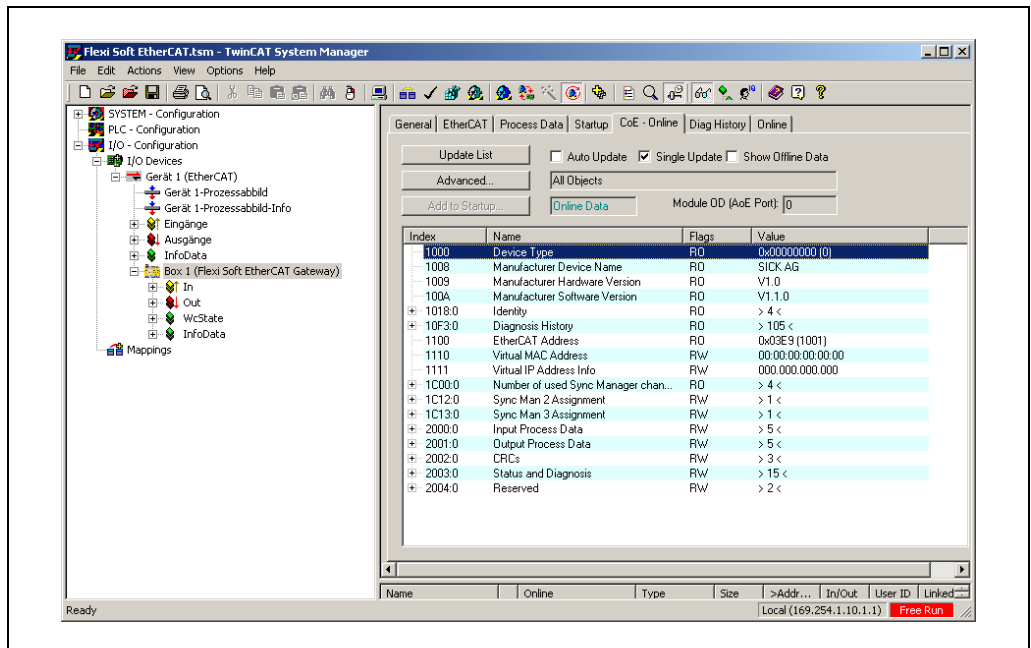 Flexi Soft EtherCAT.tsm - TwinCAT System Manager
File Edit Actions View Options Help
SYSTEM - Configuration
PLC - Configuration
I/O - Configuration
I/O Devices
Gerät 1 (EtherCAT)
Gerät 1-Prozessabbild
Gerät 1-Prozessabbild-Info
Eingänge
Ausgänge
InfoData
Box 1 (Flexi Soft EtherCAT Gateway)
In
Out
WcState
InfoData
Mappings
General EtherCAT Process Data Startup CoE - Online Diag History Online
Update List Auto Update Single Update Show Offline Data
Advanced... All Objects
Add to Startup... Online Data Module OD (AoE Port): 0
Index Name Flags Value
1000 Device Type RO 0x00000000 (0)
1008 Manufacturer Device Name RO SICK AG
1009 Manufacturer Hardware Version RO V1.0
100A Manufacturer Software Version RO V1.1.0
1018:0 Identity RO > 4 <
10F3:0 Diagnosis History RO > 105 <
1100 EtherCAT Address RO 0x03E9 (1001)
1110 Virtual MAC Address RW 00:00:00:00:00:00
1111 Virtual IP Address Info RW 000.000.000.000
1C00:0 Number of used Sync Manager chan... RO > 4 <
1C12:0 Sync Man 2 Assignment RW > 1 <
1C13:0 Sync Man 3 Assignment RW > 1 <
2000:0 Input Process Data RW > 5 <
2001:0 Output Process Data RW > 5 <
2002:0 CRCs RW > 3 <
2003:0 Status and Diagnosis RW > 15 <
2004:0 Reserved RW > 2 <
Name Online Type Size >Addr... In/Out User ID Linked
Ready Local (169.254.1.10.1.1) Free Run